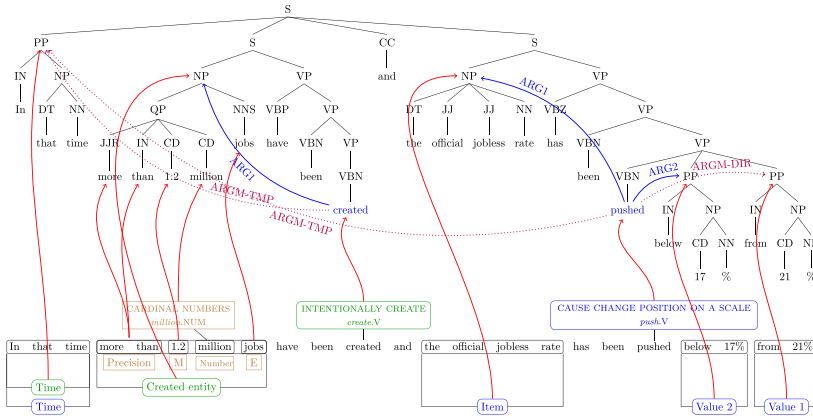 S
PP S CC S
IN NP NP VP and NP VP
In DT NN QP NNS VBP VP DT JJ JJ NN VBZ VP
ARG1
that time JJR IN CD CD jobs have VBN VP the official jobless rate has VBN VP
more than 1.2 million been VBN been VBN PP PP
ARG1 ARG2 ARGM-DIR
ARGM-TMP
ARGM-TMP
created pushed IN NP IN NP
below CD NN from CD
17 % 21
CARDINAL NUMBERS INTENTIONALLY CREATE CAUSE CHANGE POSITION ON A SCALE
million.NUM create.V push.V
In that time more than 1.2 million jobs have been created and the official jobless rate has been pushed below 17% from 21%
Precision M Number E
Time Created entity
Time Item Value 2 Value 1